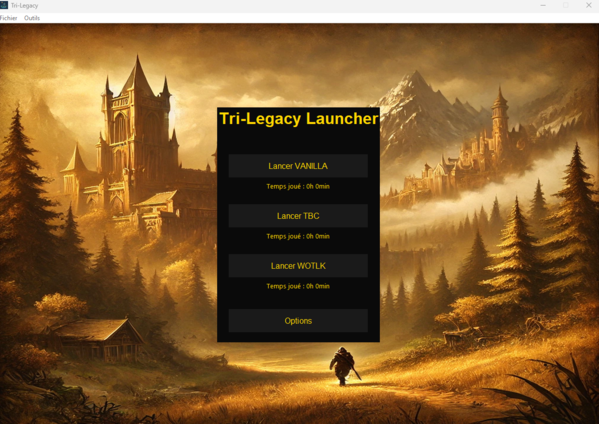 Tri-Legacy
Fichier Outils
Tri-Legacy Launcher
Lancer VANILLA
Temps joué : 0h 0min
Lancer TBC
Temps joué : 0h 0min
Lancer WOTLK
Temps joué : 0h 0min
Options